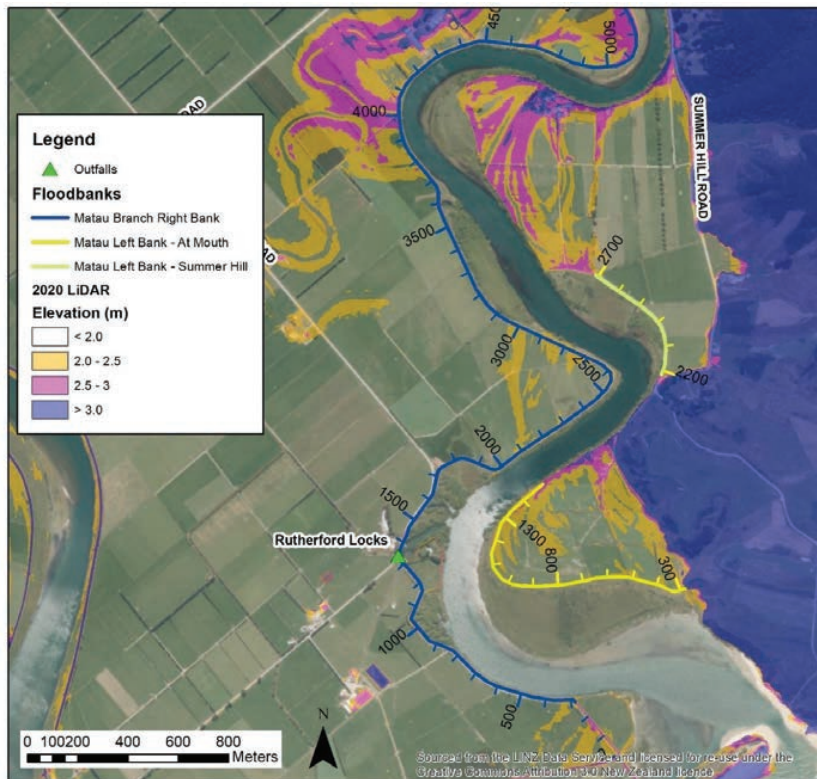 450
5000
ROAD
4000
SUMMER HILL ROAD
Legend
Outfalls
Floodbanks
Matau Branch Right Bank
Matau Left Bank - At Mouth
Matau Left Bank - Summer Hill
2020 LiDAR
Elevation (m)
< 2.0
2.0 - 2.5
2.5 - 3
> 3.0
AD
3500
2700
3000
2500
2200
2000
1500
1300
Rutherford Locks
800
300
1000
500
N
0 100200 400 600 800
Meters
Sourced from the LINZ Data Service and licensed for re-use under the
Creative Commons Attribution 3.0 New Zealand licence